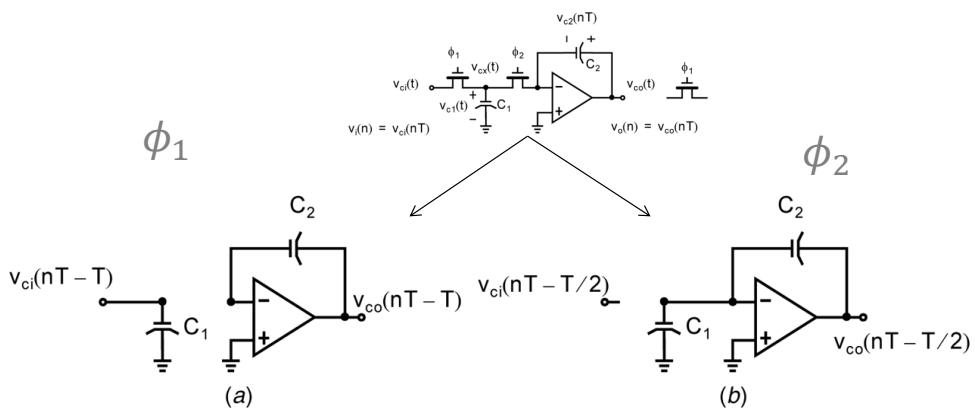 v_c2(nT)
− +
C₂
ϕ₁
ϕ₂
v_cx(t)
v_ci(t)
+
v_c1(t)
−
C₁
−
+
v_co(t)
ϕ₁
v_i(n) = v_ci(nT)
v_o(n) = v_co(nT)
ϕ₁
ϕ₂
C₂
v_ci(nT – T)
C₁
−
+
v_co(nT – T)
(a)
C₂
v_ci(nT – T/2)
C₁
−
+
v_co(nT – T/2)
(b)